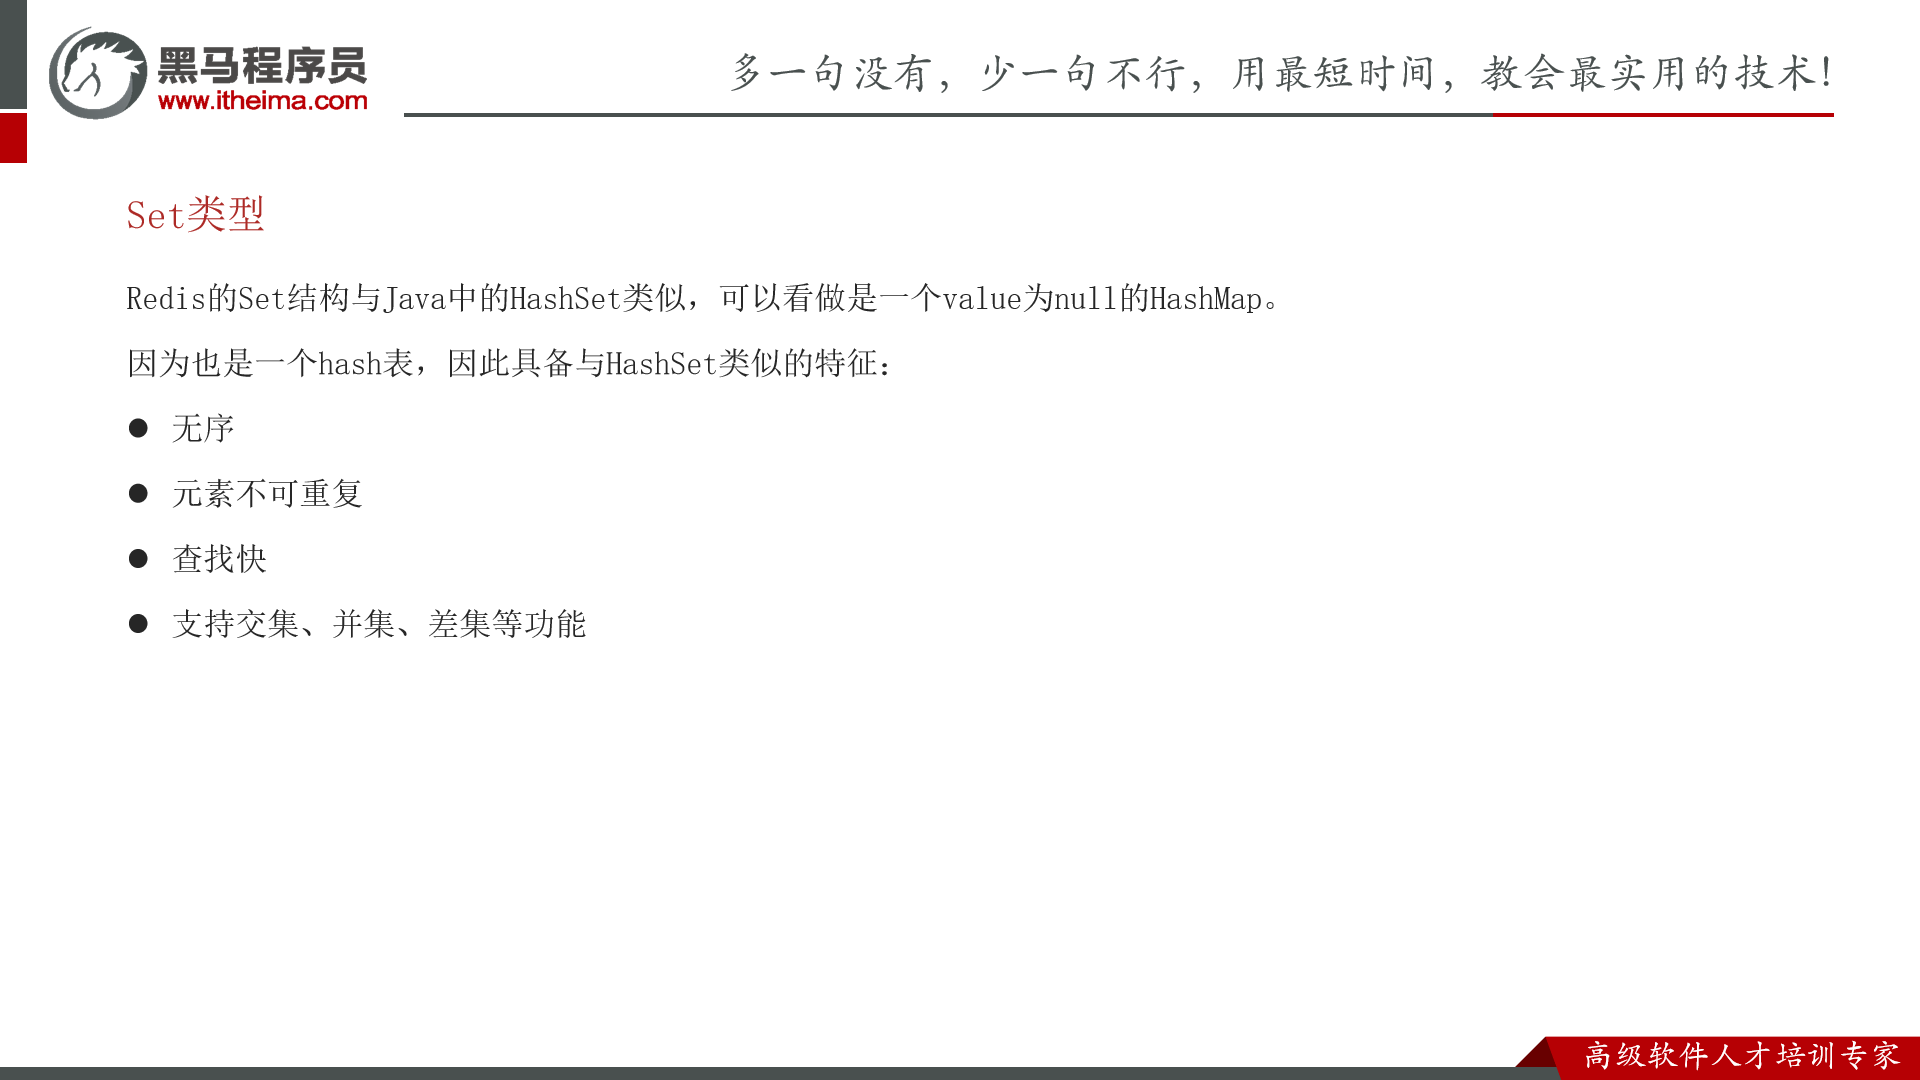 黑马程序员
www.itheima.com
多一句没有，少一句不行，用最短时间，教会最实用的技术！
Set类型
Redis的Set结构与Java中的HashSet类似，可以看做是一个value为null的HashMap。
因为也是一个hash表，因此具备与HashSet类似的特征：
● 无序
● 元素不可重复
● 查找快
● 支持交集、并集、差集等功能
高级软件人才培训专家